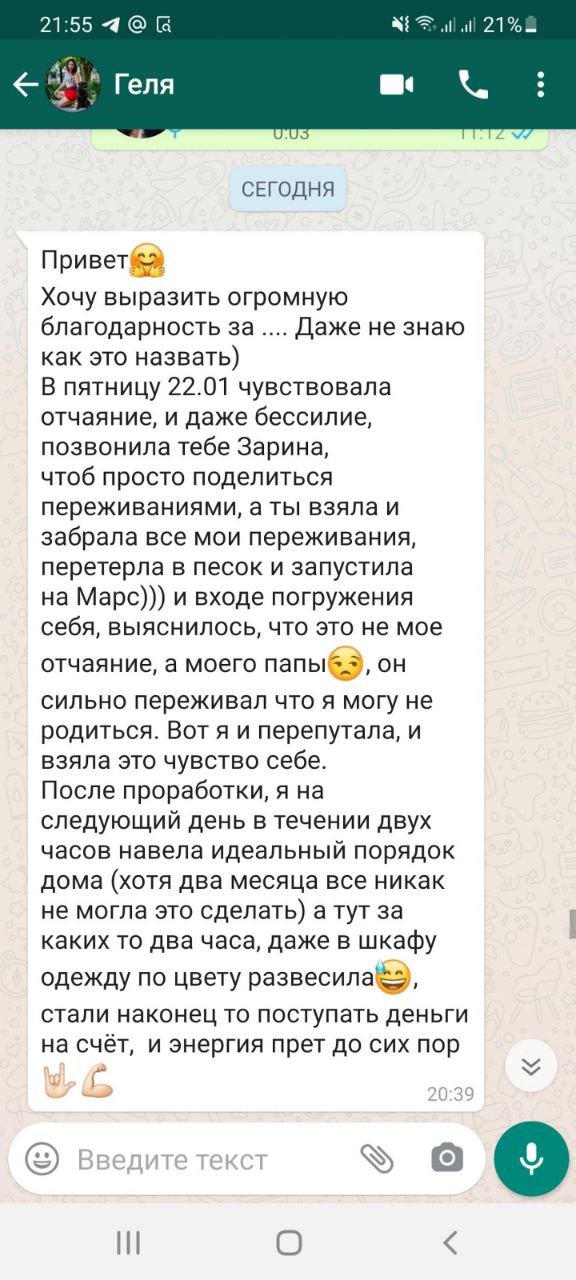 21:55 21%
Геля
0:03 11:12
СЕГОДНЯ
Привет🤗
Хочу выразить огромную
благодарность за .... Даже не знаю
как это назвать)
В пятницу 22.01 чувствовала
отчаяние, и даже бессилие,
позвонила тебе Зарина,
чтоб просто поделиться
переживаниями, а ты взяла и
забрала все мои переживания,
перетерла в песок и запустила
на Марс))) и входе погружения
себя, выяснилось, что это не мое
отчаяние, а моего папы😒, он
сильно переживал что я могу не
родиться. Вот я и перепутала, и
взяла это чувство себе.
После проработки, я на
следующий день в течении двух
часов навела идеальный порядок
дома (хотя два месяца все никак
не могла это сделать) а тут за
каких то два часа, даже в шкафу
одежду по цвету развесила😅,
стали наконец то поступать деньги
на счёт, и энергия прет до сих пор
🤟🏻💪🏻
20:39
Введите текст